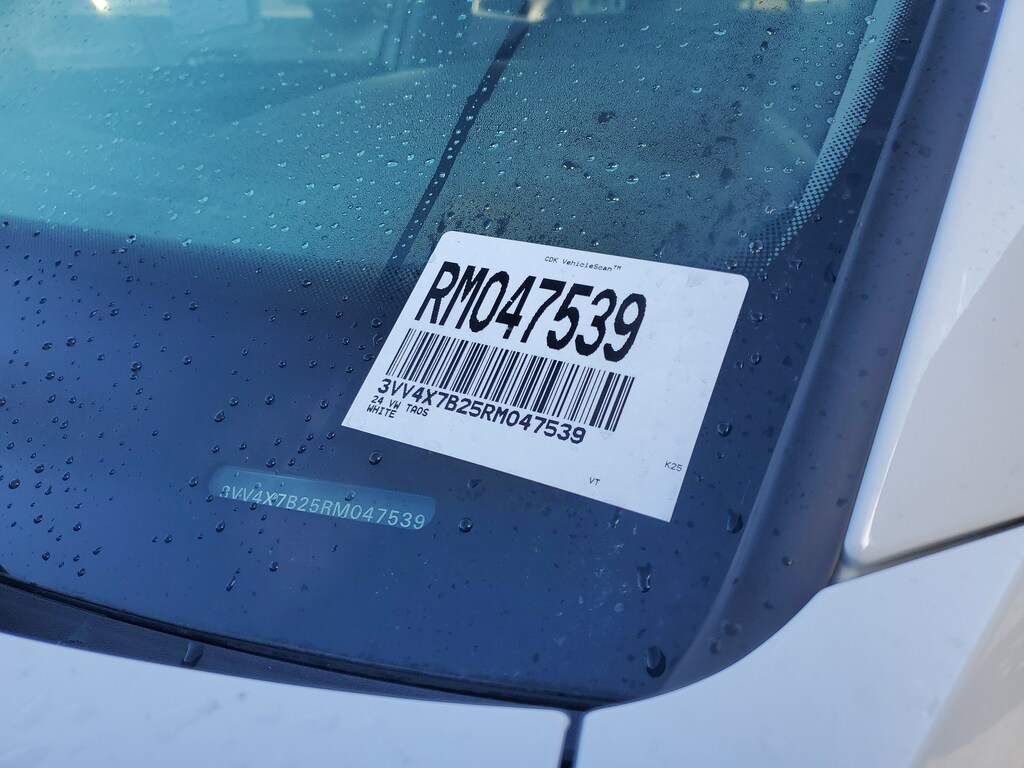 CDK VehicleScan™
RM047539
3VV4X7B25RM047539
24 VW TAOS
WHITE
K25
VT
3VV4X7B25RM047539